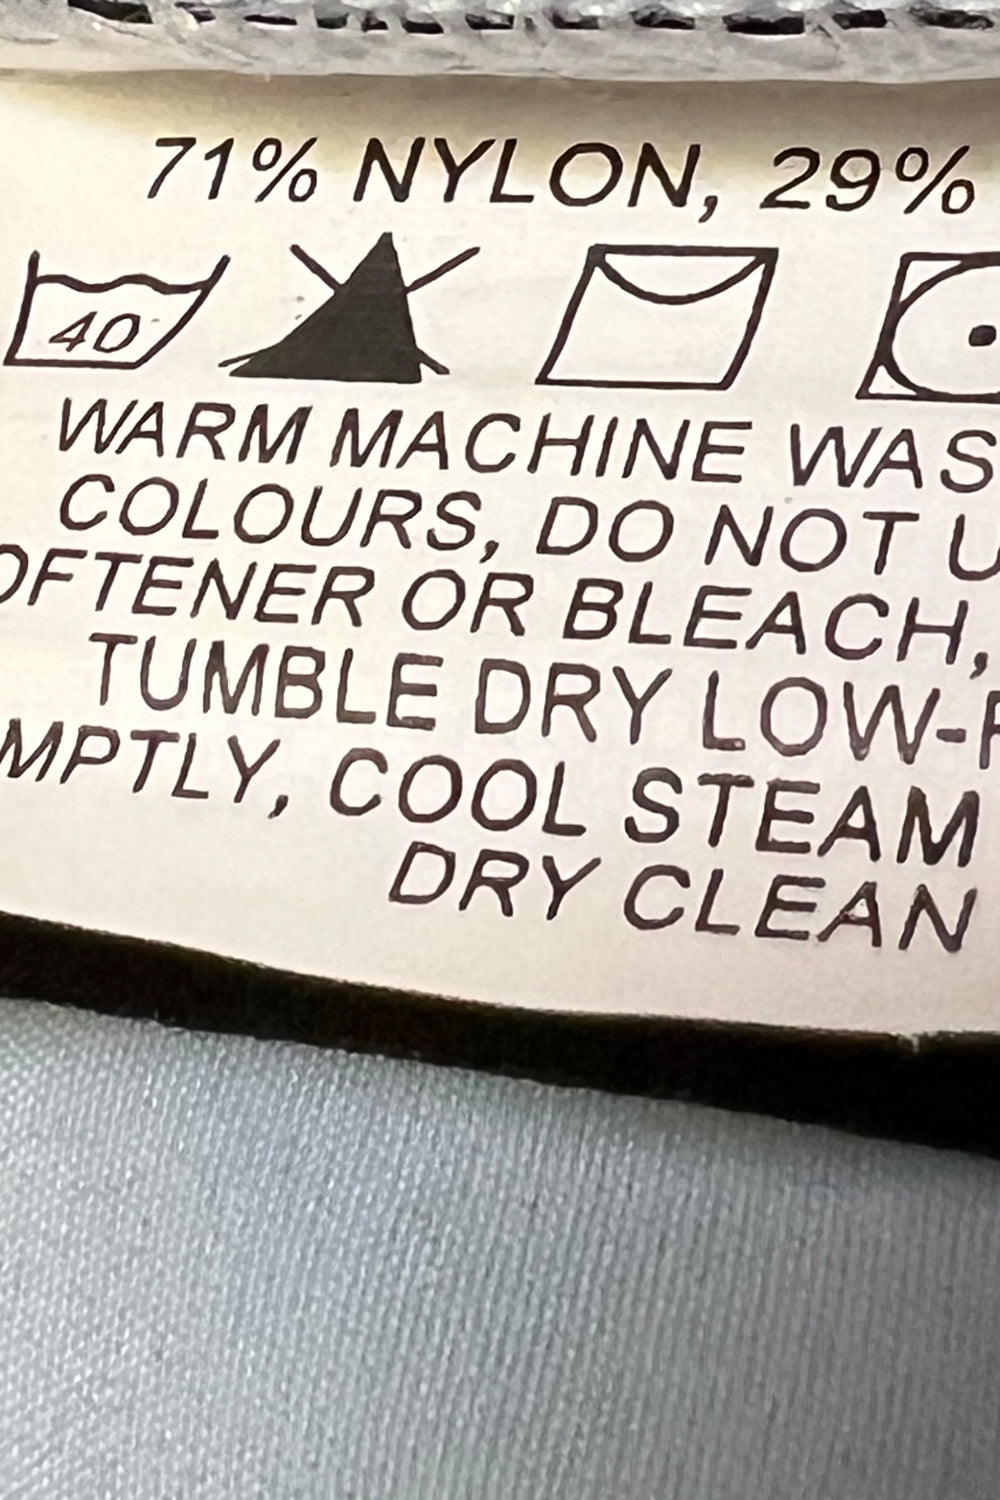 71% NYLON, 29%
40
WARM MACHINE WAS
COLOURS, DO NOT U
OFTENER OR BLEACH,
TUMBLE DRY LOW-
MPTLY, COOL STEAM
DRY CLEAN